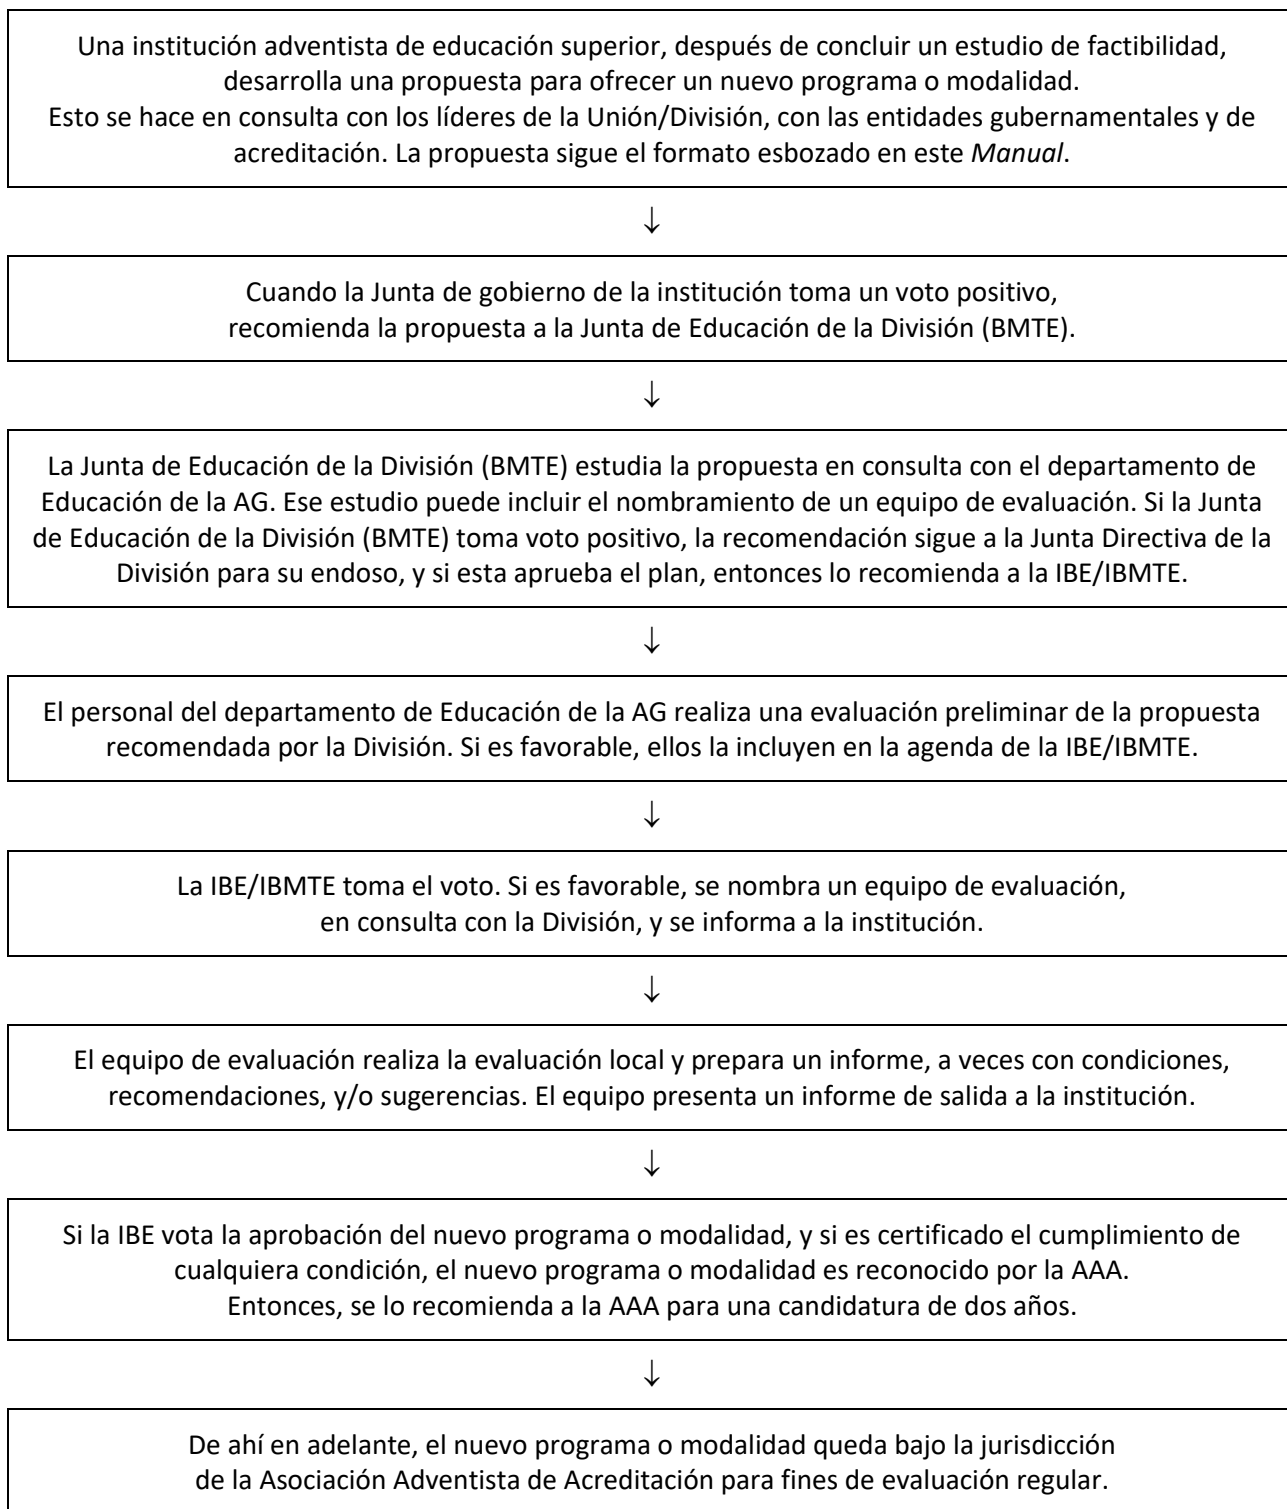 Una institución adventista de educación superior, después de concluir un estudio de factibilidad,
desarrolla una propuesta para ofrecer un nuevo programa o modalidad.
Esto se hace en consulta con los líderes de la Unión/División, con las entidades gubernamentales y de
acreditación. La propuesta sigue el formato esbozado en este Manual.
↓
Cuando la Junta de gobierno de la institución toma un voto positivo,
recomienda la propuesta a la Junta de Educación de la División (BMTE).
↓
La Junta de Educación de la División (BMTE) estudia la propuesta en consulta con el departamento de
Educación de la AG. Ese estudio puede incluir el nombramiento de un equipo de evaluación. Si la Junta
de Educación de la División (BMTE) toma voto positivo, la recomendación sigue a la Junta Directiva de la
División para su endoso, y si esta aprueba el plan, entonces lo recomienda a la IBE/IBMTE.
↓
El personal del departamento de Educación de la AG realiza una evaluación preliminar de la propuesta
recomendada por la División. Si es favorable, ellos la incluyen en la agenda de la IBE/IBMTE.
↓
La IBE/IBMTE toma el voto. Si es favorable, se nombra un equipo de evaluación,
en consulta con la División, y se informa a la institución.
↓
El equipo de evaluación realiza la evaluación local y prepara un informe, a veces con condiciones,
recomendaciones, y/o sugerencias. El equipo presenta un informe de salida a la institución.
↓
Si la IBE vota la aprobación del nuevo programa o modalidad, y si es certificado el cumplimiento de
cualquiera condición, el nuevo programa o modalidad es reconocido por la AAA.
Entonces, se lo recomienda a la AAA para una candidatura de dos años.
↓
De ahí en adelante, el nuevo programa o modalidad queda bajo la jurisdicción
de la Asociación Adventista de Acreditación para fines de evaluación regular.